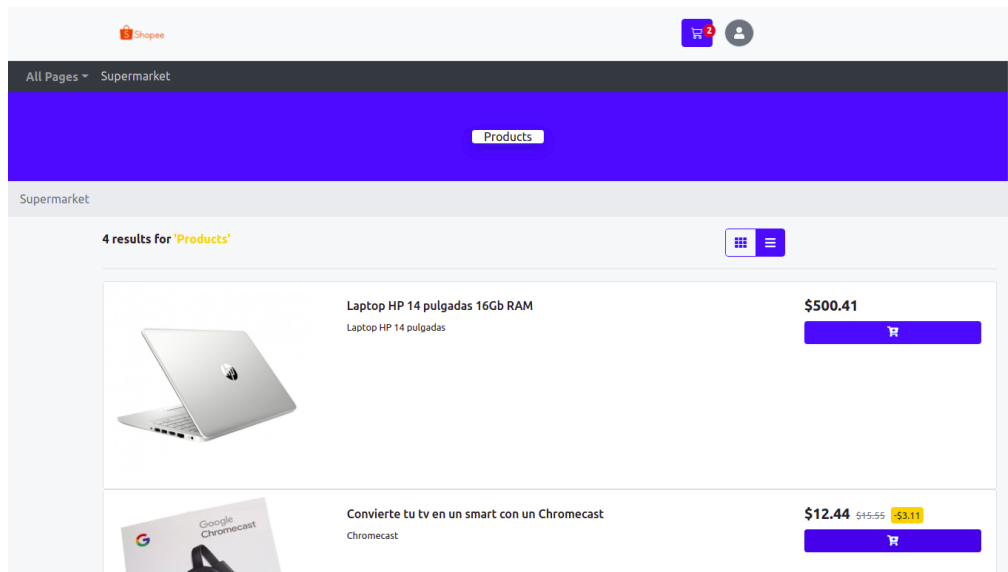 Shopee
2
All Pages Supermarket
Products
Supermarket
4 results for 'Products'
Laptop HP 14 pulgadas 16Gb RAM
Laptop HP 14 pulgadas
$500.41
hp
Google
Chromecast
G
Convierte tu tv en un smart con un Chromecast
Chromecast
$12.44 $15.55 -$3.11